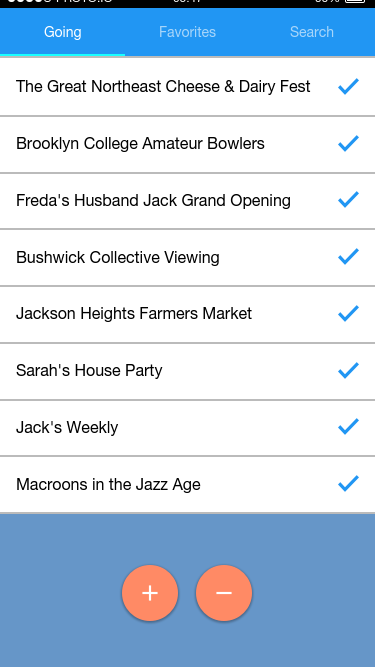 Going
Favorites
Search
The Great Northeast Cheese & Dairy Fest
Brooklyn College Amateur Bowlers
Freda's Husband Jack Grand Opening
Bushwick Collective Viewing
Jackson Heights Farmers Market
Sarah's House Party
Jack's Weekly
Macroons in the Jazz Age